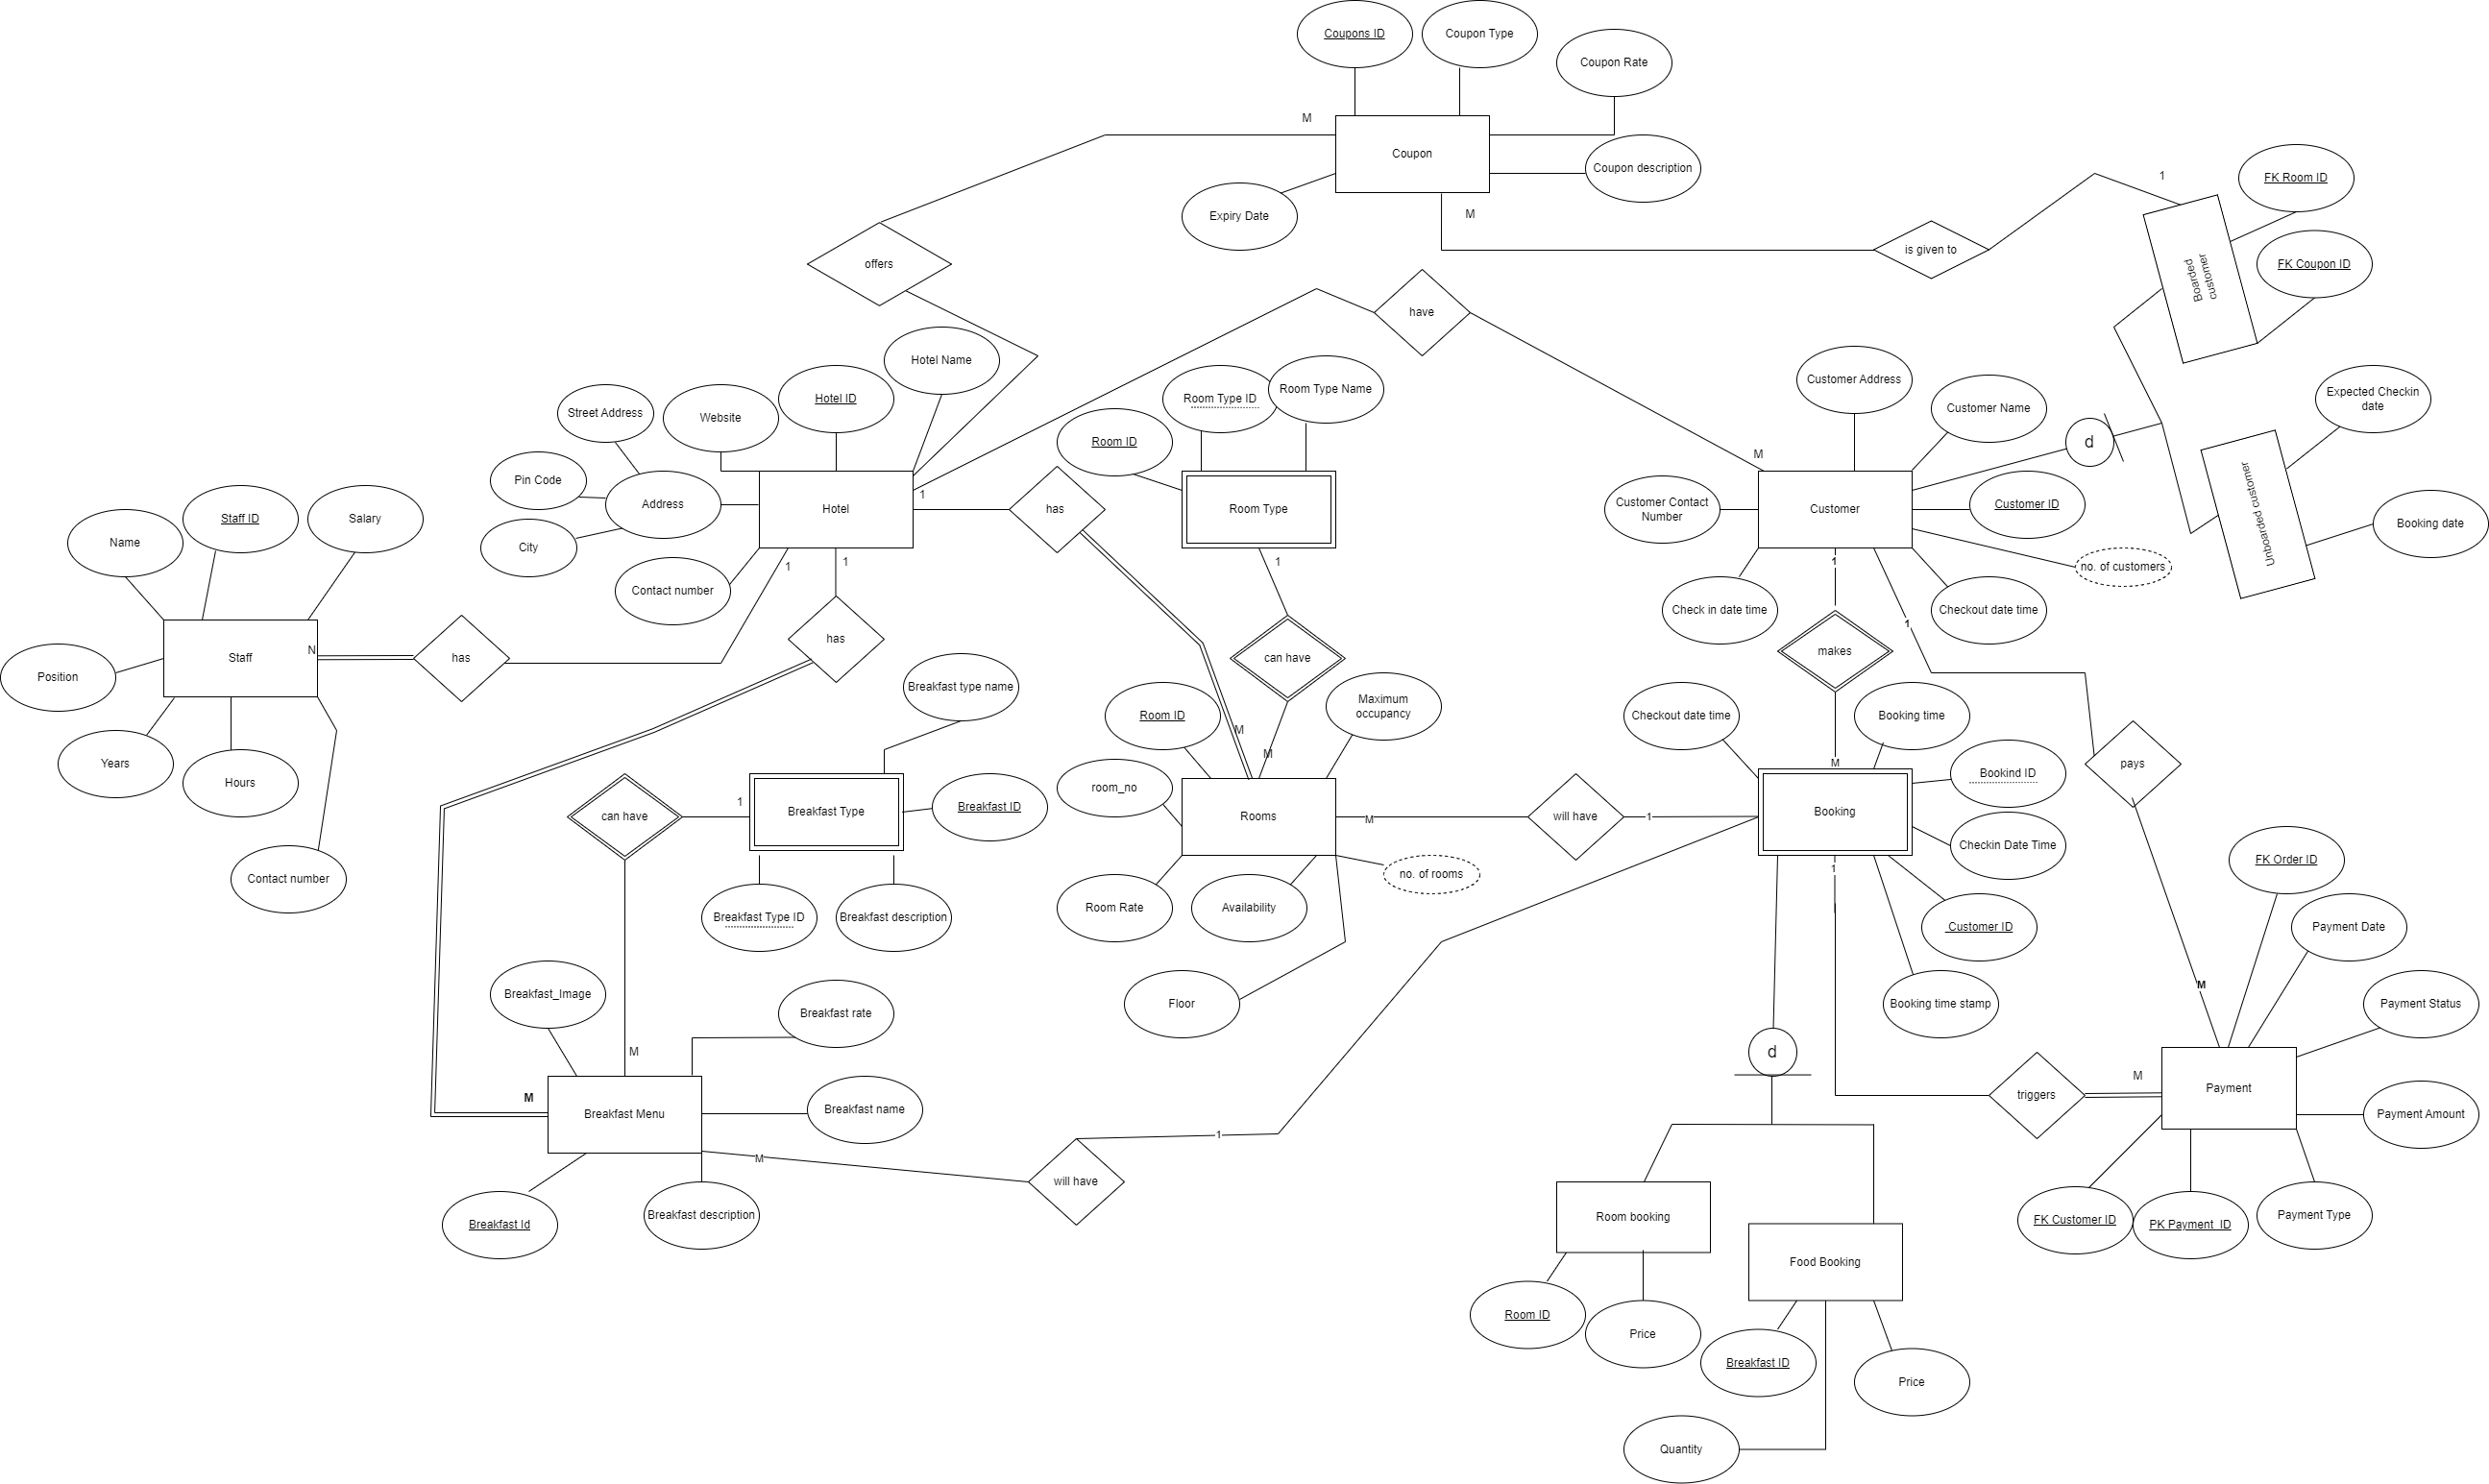 Coupons ID
Coupon Type
Coupon Rate
M
Coupon
Coupon description
FK Room ID
1
Expiry Date
M
is given to
offers
FK Coupon ID
Boarded
customer
have
Hotel Name
Customer Address
Room Type Name
Expected Checkin
date
Hotel ID
Room Type ID
Customer Name
Street Address
Website
Room ID
d
M
Pin Code
Address
1
Customer Contact
Number
Customer ID
Hotel
has
Room Type
Customer
Unboarded customer
Booking date
Staff ID
Salary
Name
City
1
1
1
1
no. of customers
Contact number
Check in date time
Checkout date time
1
has
makes
N
Staff
has
can have
Position
Breakfast type name
Room ID
Maximum
occupancy
Checkout date time
Booking time
M
M
M
pays
Years
Hours
room_no
Bookind ID
1
can have
Breakfast Type
Breakfast ID
Rooms
M
will have
1
Booking
Checkin Date Time
FK Order ID
1
no. of rooms
Contact number
Room Rate
Availability
Breakfast Type ID
Breakfast description
Customer ID
Payment Date
M
Breakfast_Image
Floor
Booking time stamp
Payment Status
Breakfast rate
M
d
M
M
Breakfast Menu
Breakfast name
triggers
Payment
Payment Amount
1
M
will have
Breakfast Id
Breakfast description
Room booking
FK Customer ID
PK Payment  ID
Payment Type
Food Booking
Room ID
Price
Breakfast ID
Price
Quantity